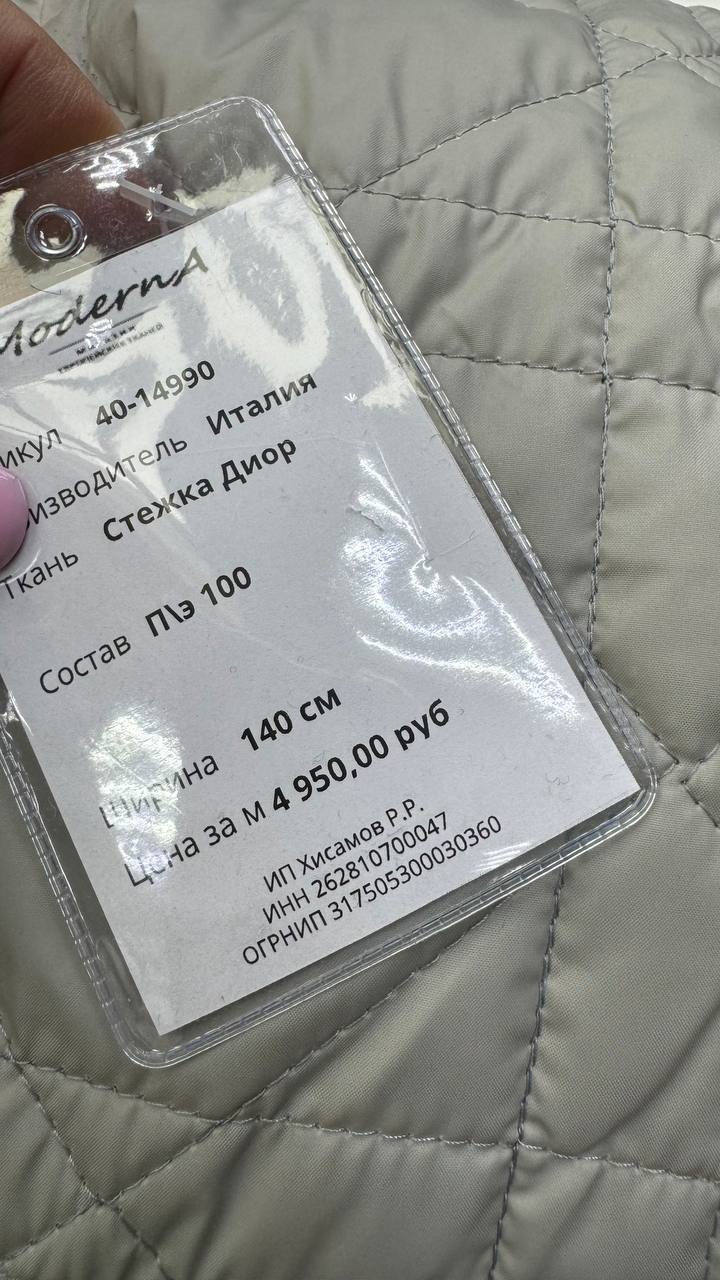 ModernA
икул 40-14990
изводитель Италия
Ткань Стежка Диор
Состав П\э 100
Ширина 140 см
Цена за м 4 950,00 руб
ИП Хисамов Р.Р.
ИНН 262810700047
ОГРНИП 317505300030360